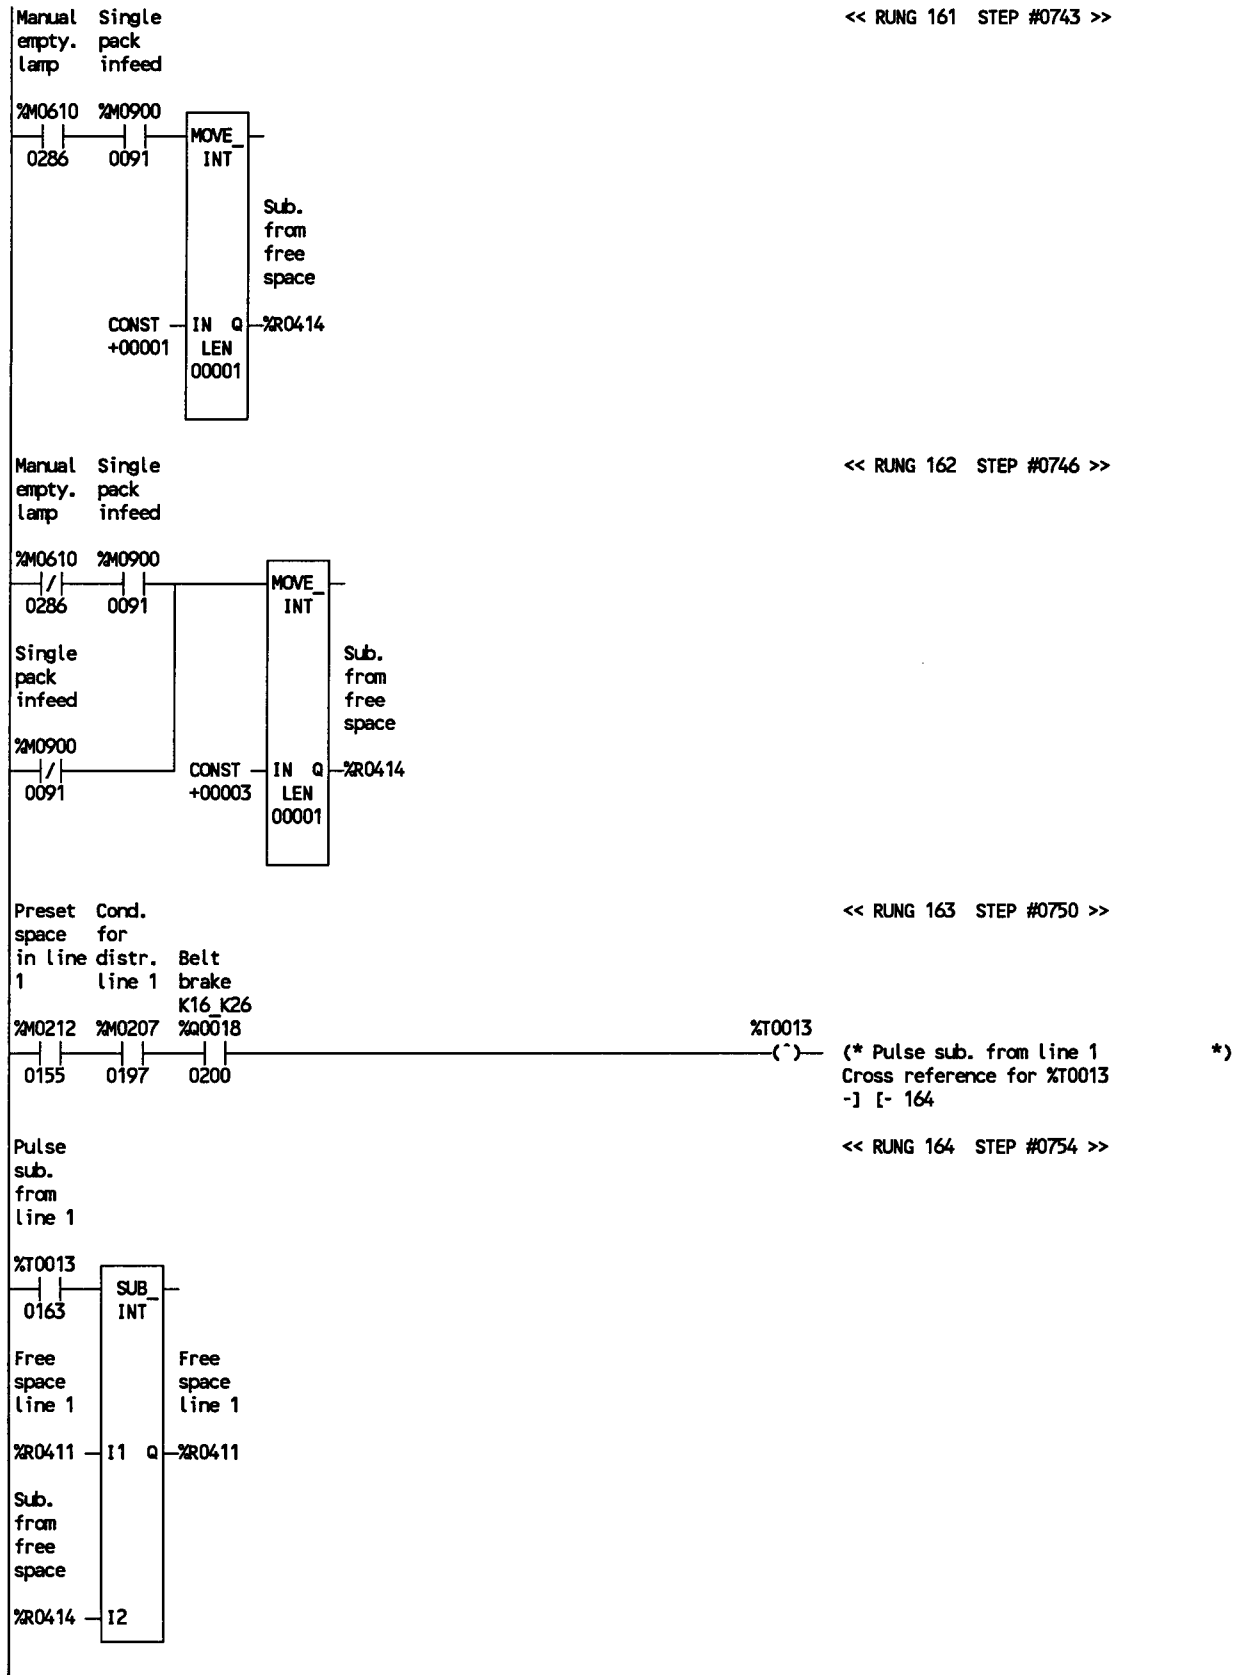 Manual Single << RUNG 161 STEP #0743 >>
empty. pack
lamp infeed
%M0610 %M0900
MOVE_
0286 0091 INT
Sub.
from
free
space
CONST IN Q %R0414
+00001 LEN
00001
Manual Single << RUNG 162 STEP #0746 >>
empty. pack
lamp infeed
%M0610 %M0900
/ MOVE_
0286 0091 INT
Single Sub.
pack from
infeed free
space
%M0900
/ CONST IN Q %R0414
0091 +00003 LEN
00001
Preset Cond. << RUNG 163 STEP #0750 >>
space for
in line distr. Belt
1 line 1 brake
K16_K26
%M0212 %M0207 %Q0018 %T0013
(^) (* Pulse sub. from line 1 *)
0155 0197 0200 Cross reference for %T0013
-] [- 164
Pulse << RUNG 164 STEP #0754 >>
sub.
from
line 1
%T0013
SUB_
0163 INT
Free Free
space space
line 1 line 1
%R0411 I1 Q %R0411
Sub.
from
free
space
%R0414 I2